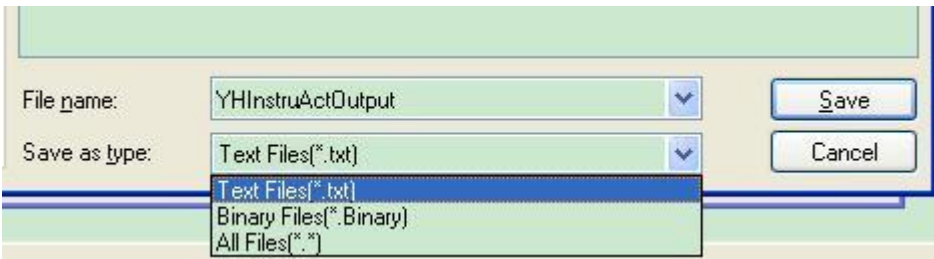 File name: YHInstruActOutput Save
Save as type: Text Files(*.txt) Cancel
Text Files(*.txt)
Binary Files(*.Binary)
All Files(*.*)